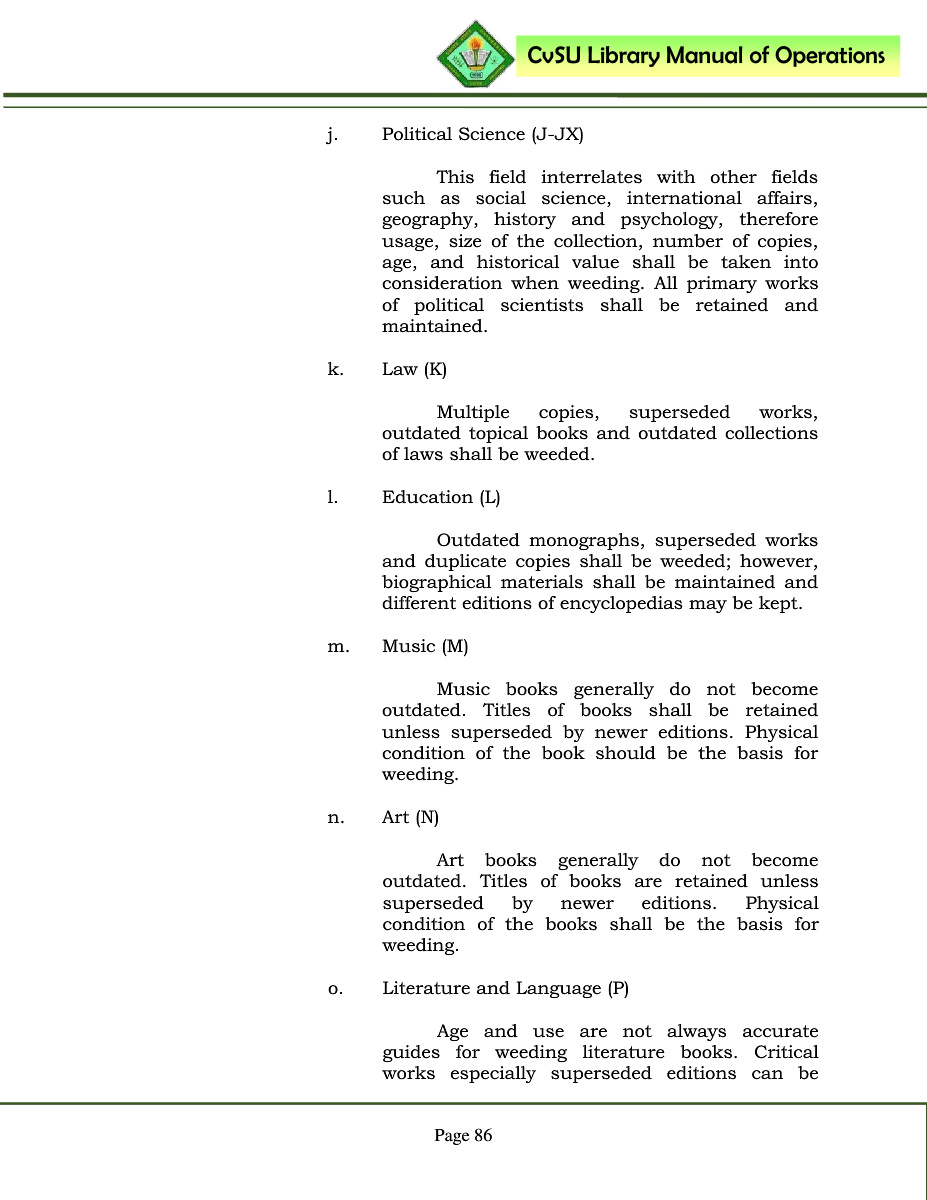 CvSU Library Manual of Operations
j. Political Science (J-JX)
This field interrelates with other fields
such as social science, international affairs,
geography, history and psychology, therefore
usage, size of the collection, number of copies,
age, and historical value shall be taken into
consideration when weeding. All primary works
of political scientists shall be retained and
maintained.
k. Law (K)
Multiple copies, superseded works,
outdated topical books and outdated collections
of laws shall be weeded.
l. Education (L)
Outdated monographs, superseded works
and duplicate copies shall be weeded; however,
biographical materials shall be maintained and
different editions of encyclopedias may be kept.
m. Music (M)
Music books generally do not become
outdated. Titles of books shall be retained
unless superseded by newer editions. Physical
condition of the book should be the basis for
weeding.
n. Art (N)
Art books generally do not become
outdated. Titles of books are retained unless
superseded by newer editions. Physical
condition of the books shall be the basis for
weeding.
o. Literature and Language (P)
Age and use are not always accurate
guides for weeding literature books. Critical
works especially superseded editions can be
Page 86